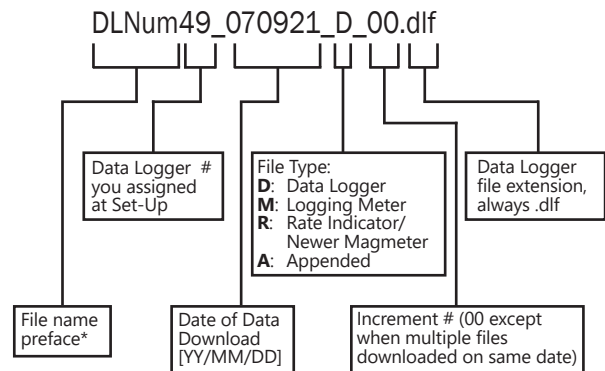 DLNum49_070921_D_00.dlf
Data Logger #
you assigned
at Set-Up
File Type:
D: Data Logger
M: Logging Meter
R: Rate Indicator/
Newer Magmeter
A: Appended
Data Logger
file extension,
always .dlf
File name
preface*
Date of Data
Download
[YY/MM/DD]
Increment # (00 except
when multiple files
downloaded on same date)